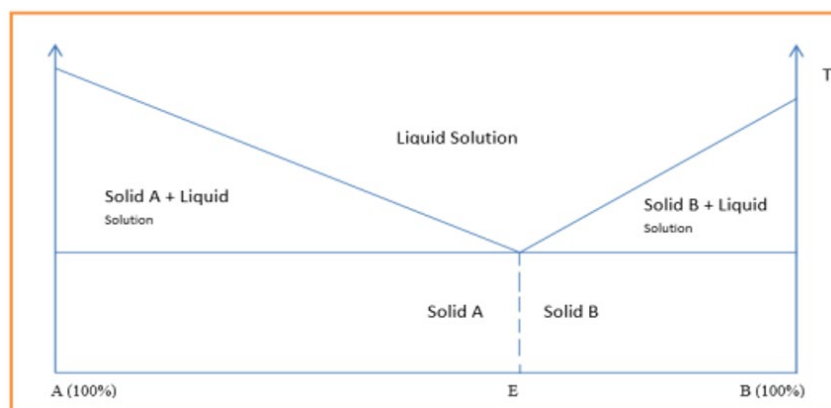 T
Liquid Solution
Solid A + Liquid
Solution
Solid B + Liquid
Solution
Solid A
Solid B
A (100%)
E
B (100%)